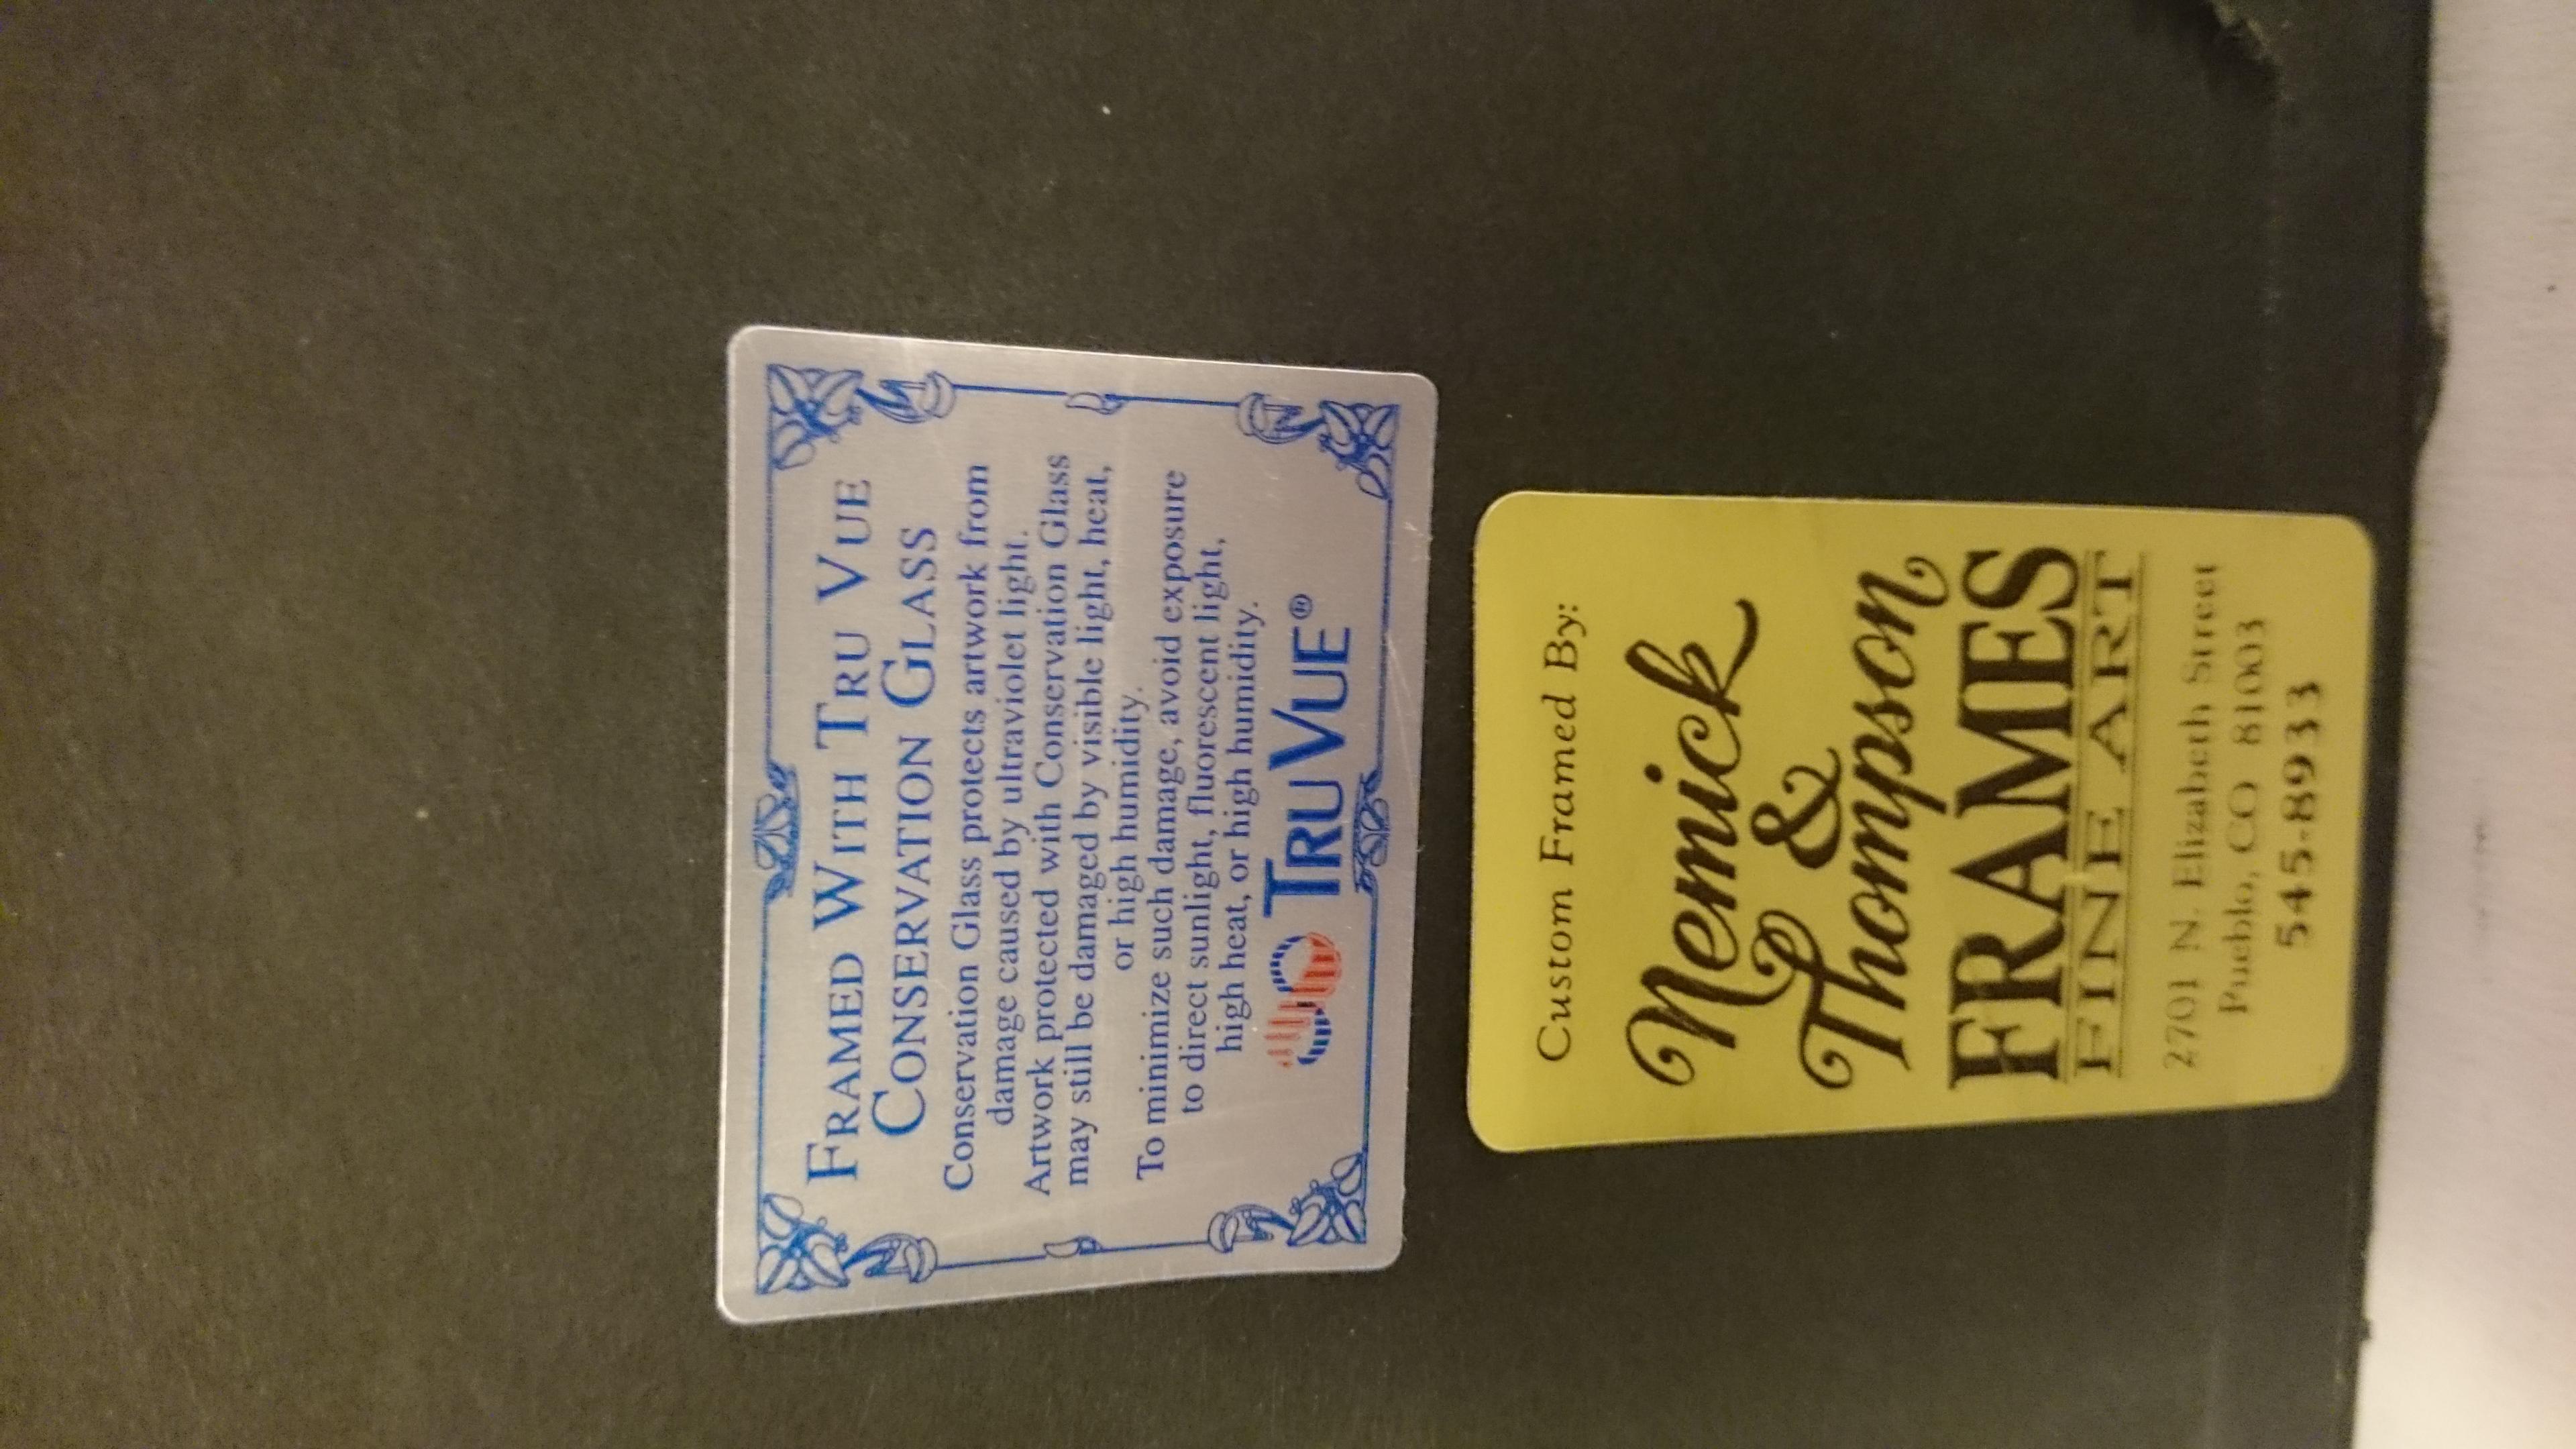 FRAMED WITH TRU VUE
CONSERVATION GLASS
Conservation Glass protects artwork from
damage caused by ultraviolet light.
Artwork protected with Conservation Glass
may still be damaged by visible light, heat,
or high humidity.
To minimize such damage, avoid exposure
to direct sunlight, fluorescent light,
high heat, or high humidity.
TRU VUE®
Custom Framed By:
Nemick
&
Thompson
FRAMES
FINE ART
2701 N. Elizabeth Street
Pueblo, CO 81003
545-8933